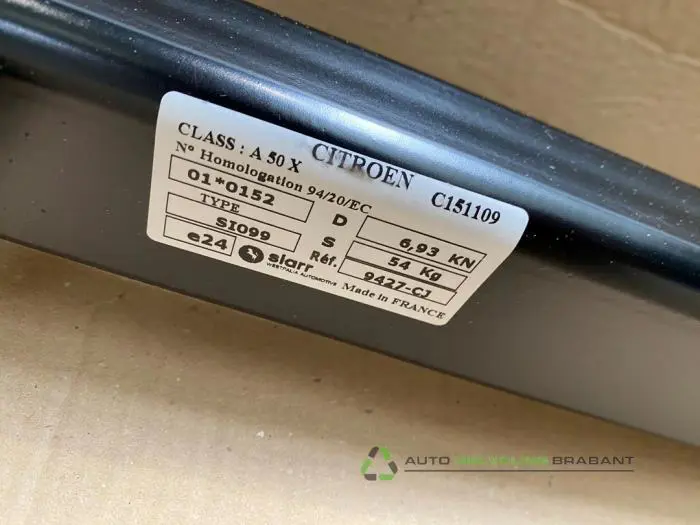 CITROEN
CLASS : A 50 X C151109
N° Homologation 94/20/EC
01*0152 D 6,93 KN
TYPE S 54 Kg
SI099 Réf. 9427-CJ
e24 siarr Made in FRANCE
WESTFALIA AUTOMOTIVE
AUTO RECYCLING BRABANT